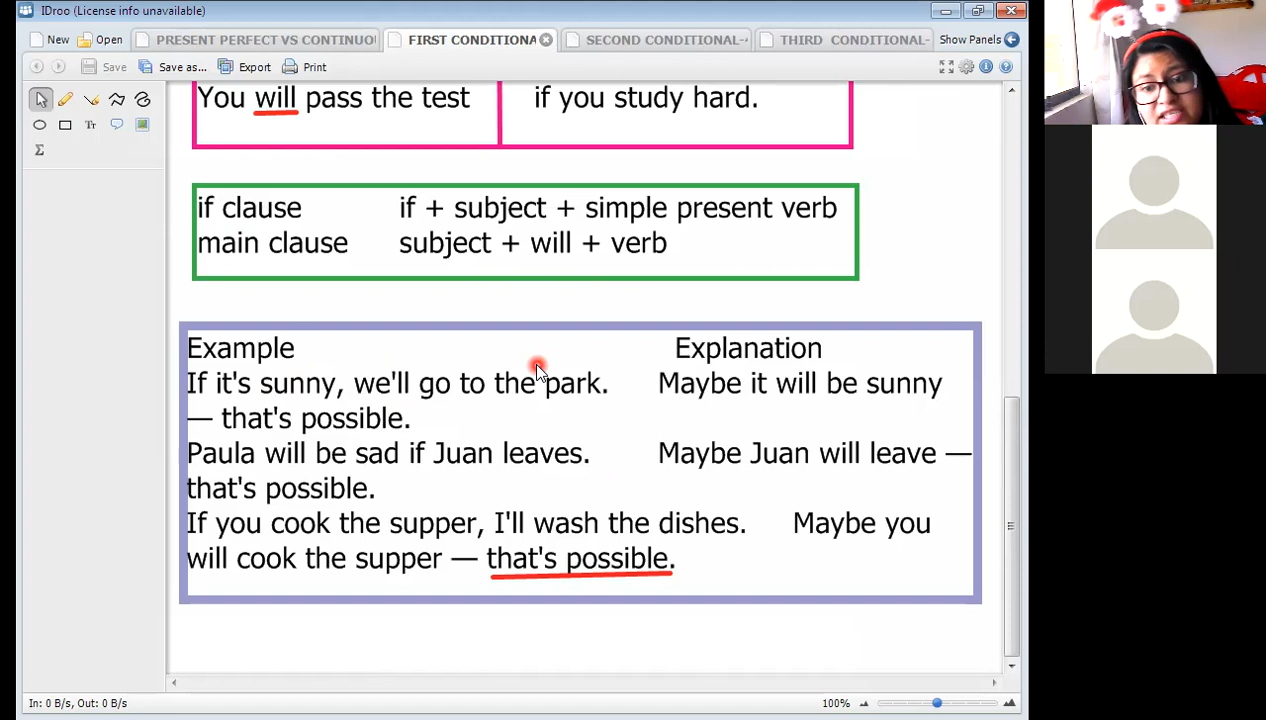 IDroo (License info unavailable)
New Open PRESENT PERFECT VS CONTINUO FIRST CONDITIONA SECOND CONDITIONAL- THIRD CONDITIONAL- Show Panels
Save Save as... Export Print
You will pass the test if you study hard.
if clause if + subject + simple present verb
main clause subject + will + verb
Example Explanation
If it's sunny, we'll go to the park. Maybe it will be sunny
— that's possible.
Paula will be sad if Juan leaves. Maybe Juan will leave —
that's possible.
If you cook the supper, I'll wash the dishes. Maybe you
will cook the supper — that's possible.
In: 0 B/s, Out: 0 B/s 100%